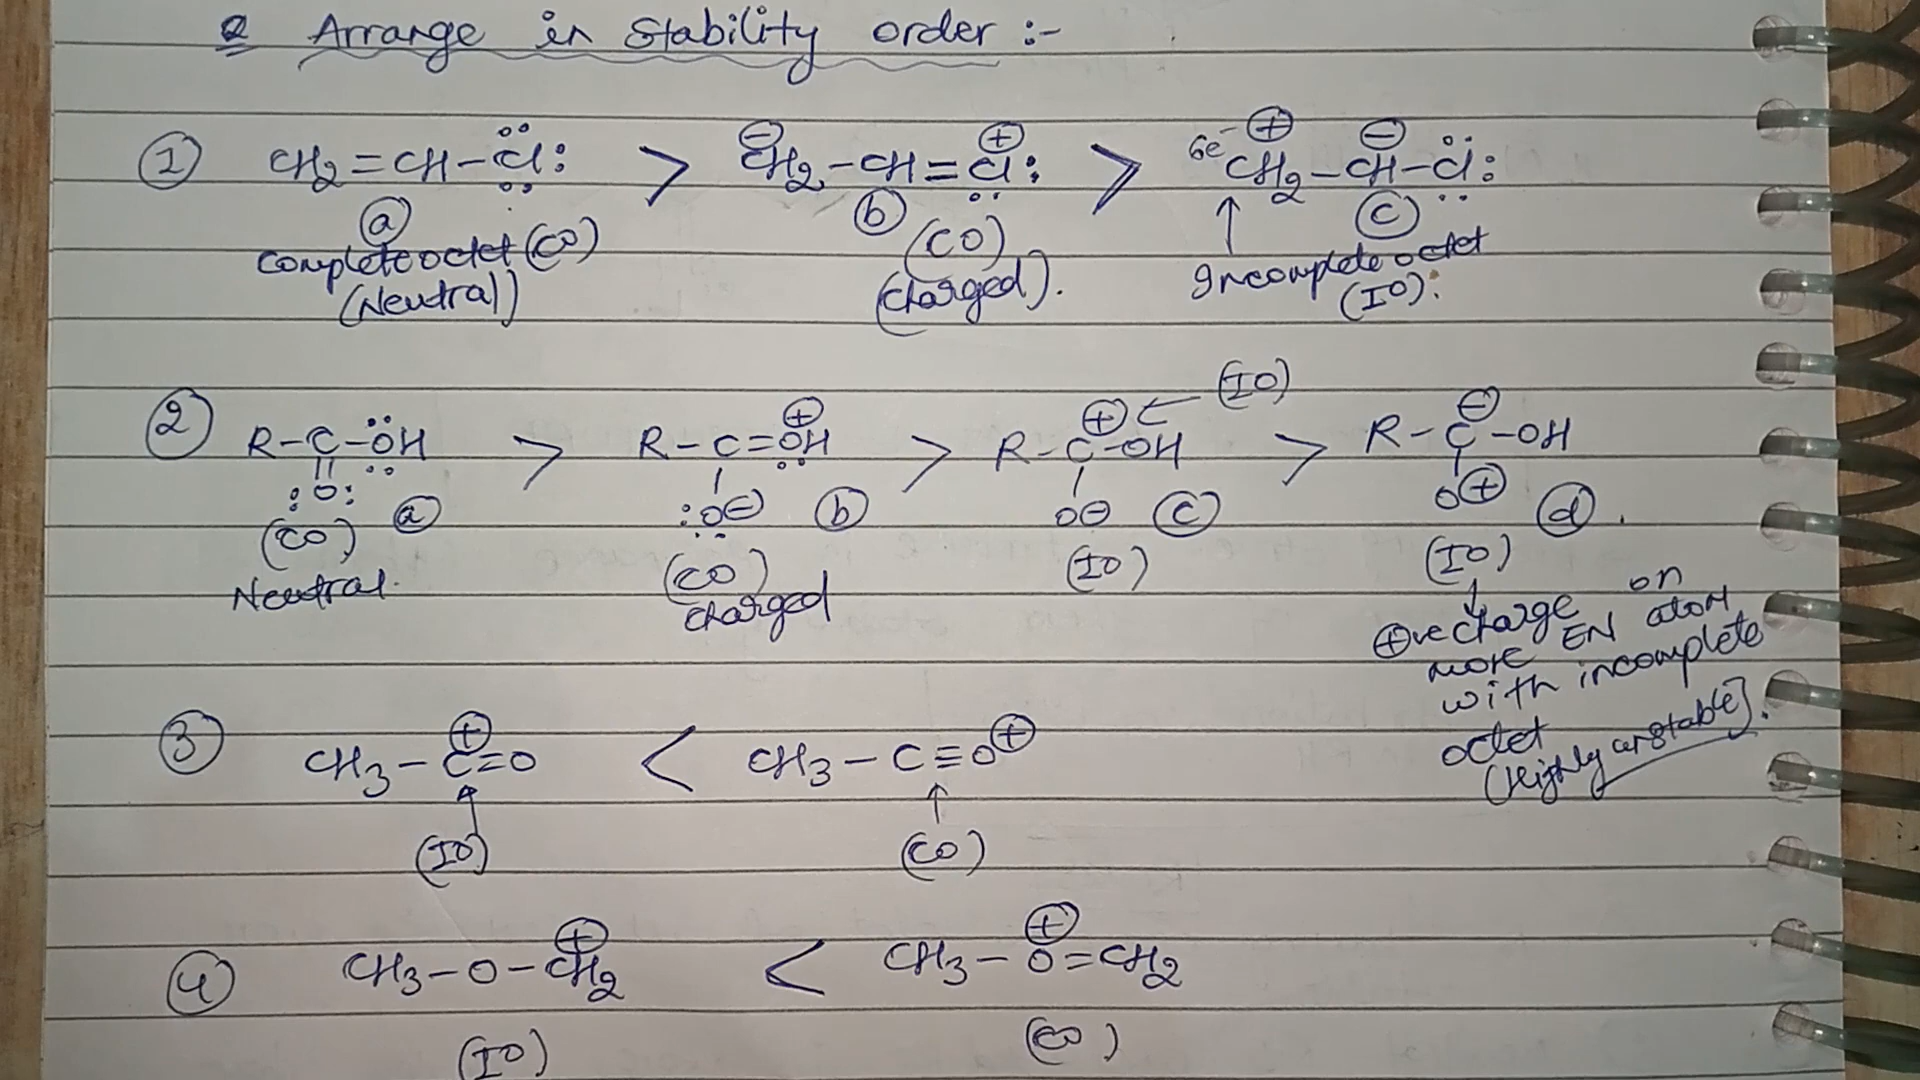 Q Arrange in Stability order :-
① CH₂=CH-Cl: > ⊖CH₂-CH=Cl⊕: > 6e⁻ ⊕CH₂-⊖CH-Cl:
ⓐ ⓑ ⓒ
Complete octet (CO) (CO) Incomplete octet
(Neutral) (Charged). (IO):
(IO)
② R-C-ÖH > R-C=⊕ÖH > R-⊕C-OH > R-⊖C-OH
:O: ⓐ :O⊖ ⓑ O⊖ ⓒ O⊕ ⓓ.
(CO) (CO) (IO) (IO)
Neutral. Charged
⊕ve charge on
more EN atom
with incomplete
octet
(Highly unstable).
③ CH₃-⊕C=O < CH₃-C≡O⊕
(IO) (CO)
④ CH₃-O-⊕CH₂ < CH₃-⊕O=CH₂
(IO) (CO)